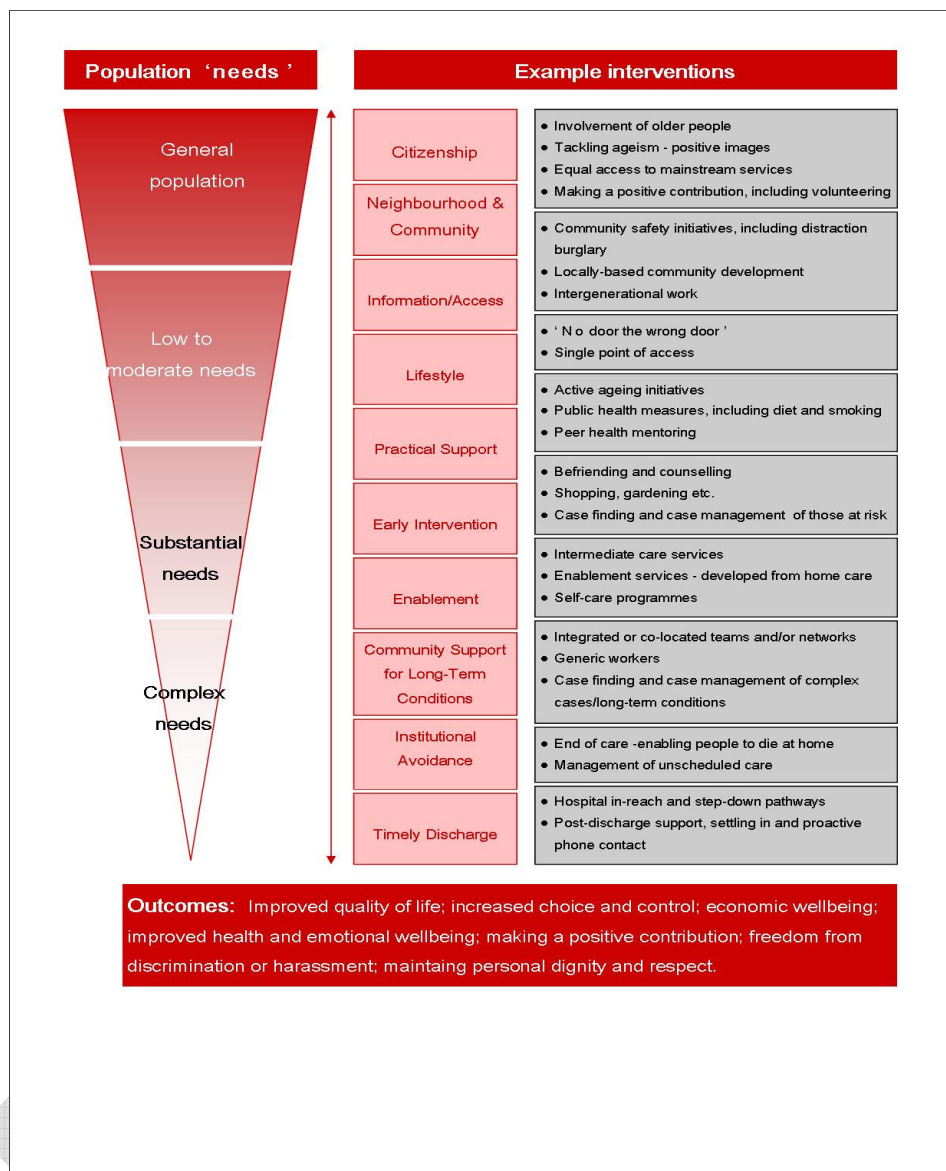 Population ‘needs’
Example interventions
General
population
Low to
moderate needs
Substantial
needs
Complex
needs
Citizenship
Neighbourhood &
Community
Information/Access
Lifestyle
Practical Support
Early Intervention
Enablement
Community Support
for Long-Term
Conditions
Institutional
Avoidance
Timely Discharge
● Involvement of older people
● Tackling ageism - positive images
● Equal access to mainstream services
● Making a positive contribution, including volunteering
● Community safety initiatives, including distraction
burglary
● Locally-based community development
● Intergenerational work
● ‘No door the wrong door’
● Single point of access
● Active ageing initiatives
● Public health measures, including diet and smoking
● Peer health mentoring
● Befriending and counselling
● Shopping, gardening etc.
● Case finding and case management of those at risk
● Intermediate care services
● Enablement services - developed from home care
● Self-care programmes
● Integrated or co-located teams and/or networks
● Generic workers
● Case finding and case management of complex
cases/long-term conditions
● End of care -enabling people to die at home
● Management of unscheduled care
● Hospital in-reach and step-down pathways
● Post-discharge support, settling in and proactive
phone contact
Outcomes: Improved quality of life; increased choice and control; economic wellbeing;
improved health and emotional wellbeing; making a positive contribution; freedom from
discrimination or harassment; maintaing personal dignity and respect.